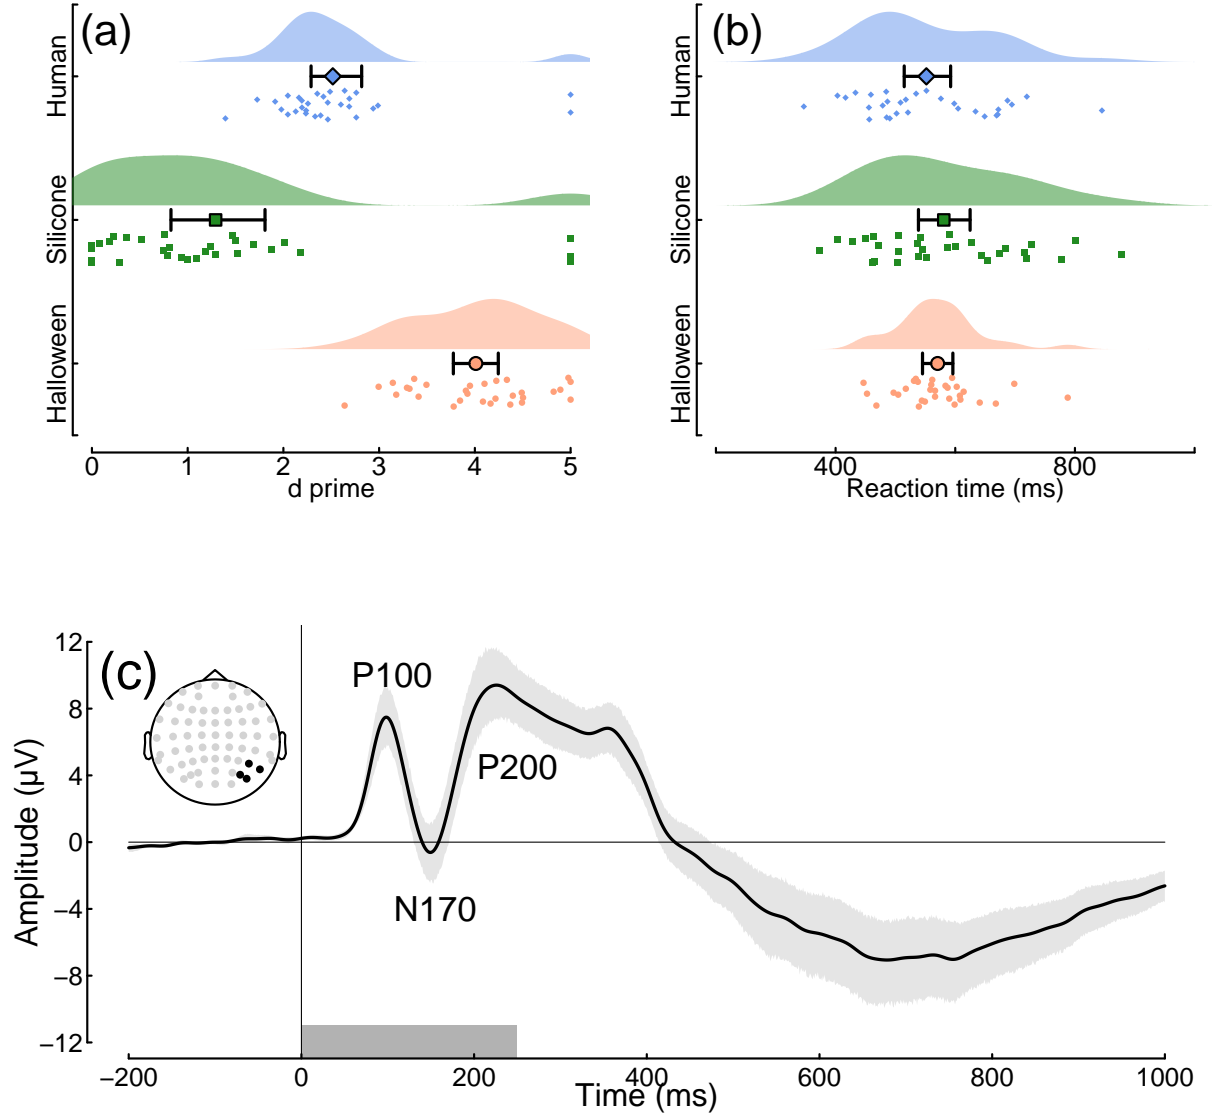 (a)
Human
Silicone
Halloween
0 1 2 3 4 5
d prime
(b)
Human
Silicone
Halloween
400 800
Reaction time (ms)
(c)
12
8
4
0
−4
−8
−12
Amplitude (µV)
P100
N170
P200
−200 0 200 400 600 800 1000
Time (ms)